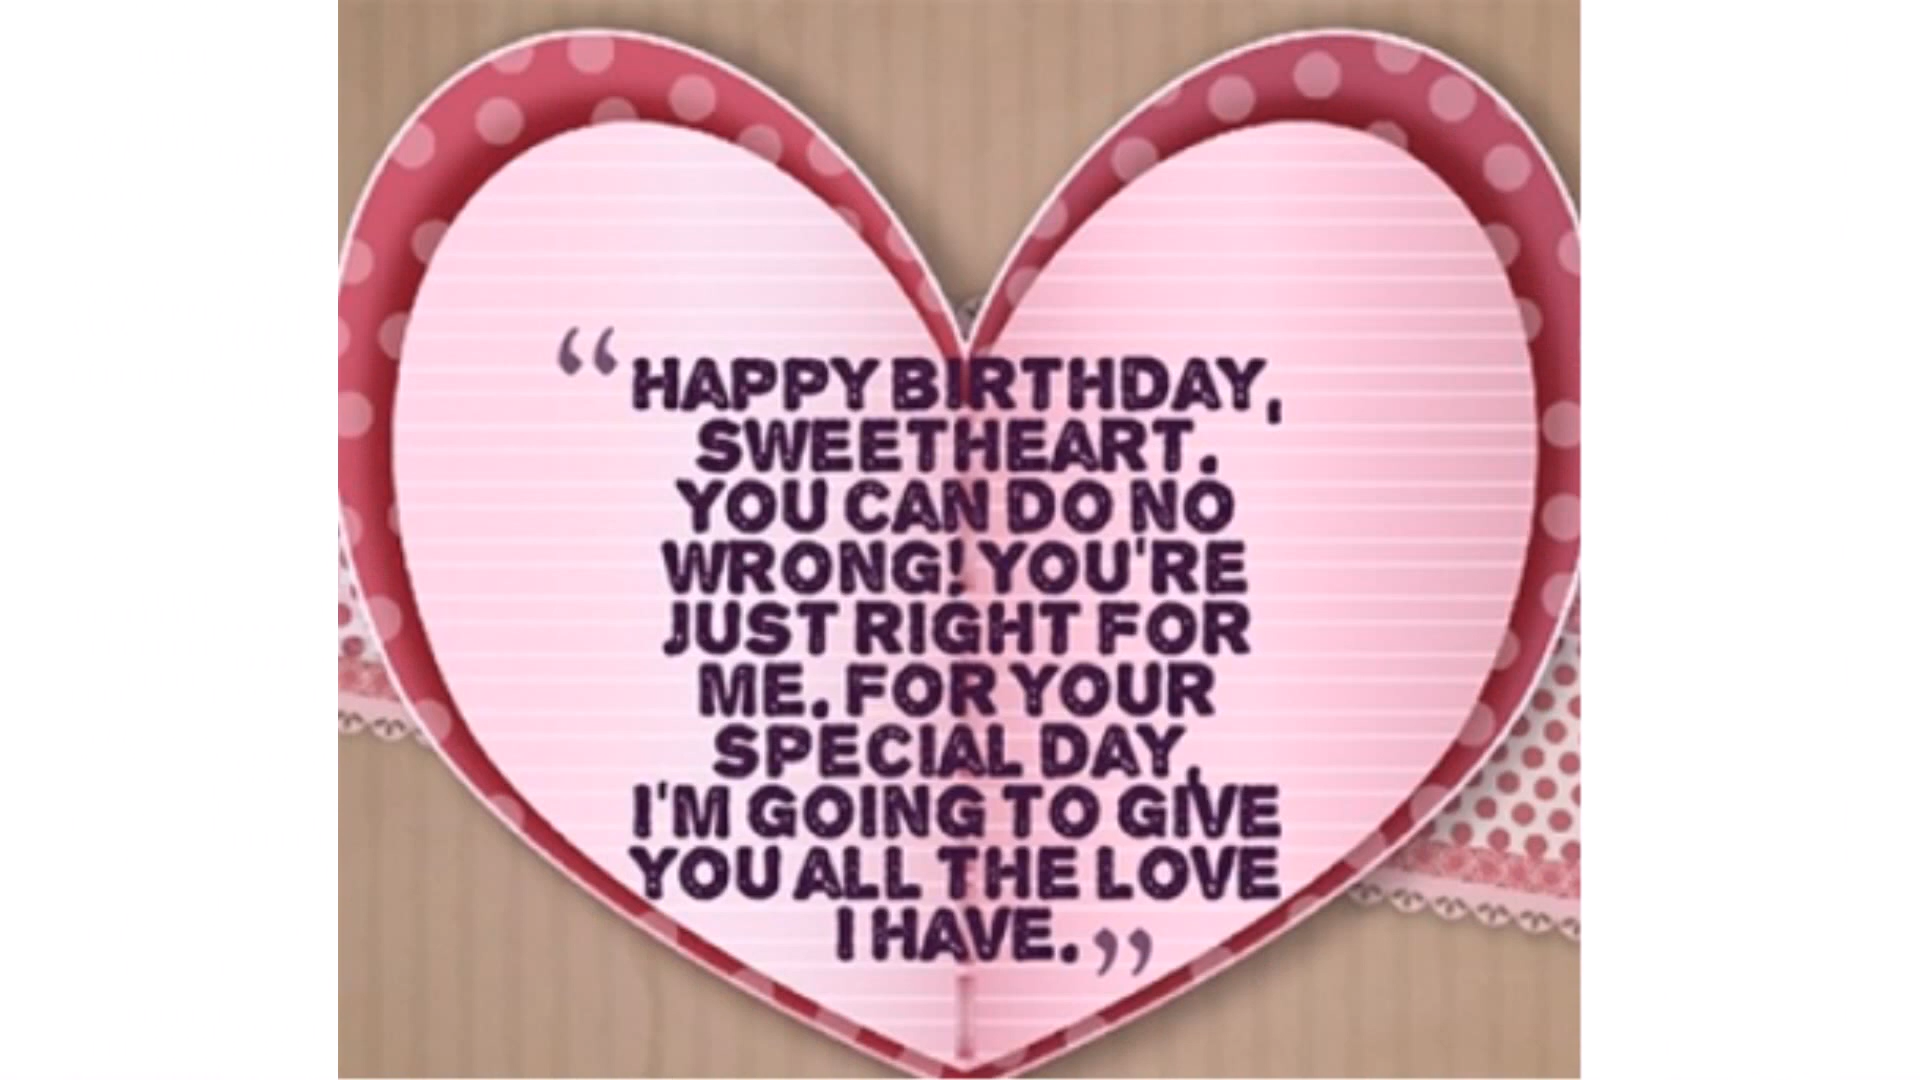 “HAPPY BIRTHDAY,
SWEETHEART.
YOU CAN DO NO
WRONG! YOU'RE
JUST RIGHT FOR
ME. FOR YOUR
SPECIAL DAY,
I'M GOING TO GIVE
YOU ALL THE LOVE
I HAVE.”